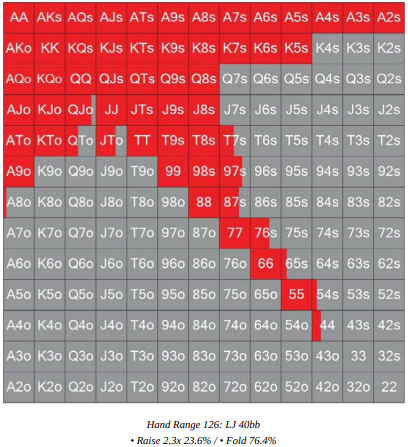 AA AKs AQs AJs ATs A9s A8s A7s A6s A5s A4s A3s A2s
AKo KK KQs KJs KTs K9s K8s K7s K6s K5s K4s K3s K2s
AQo KQo QQ QJs QTs Q9s Q8s Q7s Q6s Q5s Q4s Q3s Q2s
AJo KJo QJo JJ JTs J9s J8s J7s J6s J5s J4s J3s J2s
ATo KTo QTo JTo TT T9s T8s T7s T6s T5s T4s T3s T2s
A9o K9o Q9o J9o T9o 99 98s 97s 96s 95s 94s 93s 92s
A8o K8o Q8o J8o T8o 98o 88 87s 86s 85s 84s 83s 82s
A7o K7o Q7o J7o T7o 97o 87o 77 76s 75s 74s 73s 72s
A6o K6o Q6o J6o T6o 96o 86o 76o 66 65s 64s 63s 62s
A5o K5o Q5o J5o T5o 95o 85o 75o 65o 55 54s 53s 52s
A4o K4o Q4o J4o T4o 94o 84o 74o 64o 54o 44 43s 42s
A3o K3o Q3o J3o T3o 93o 83o 73o 63o 53o 43o 33 32s
A2o K2o Q2o J2o T2o 92o 82o 72o 62o 52o 42o 32o 22
Hand Range 126: LJ 40bb
• Raise 2.3x 23.6% / • Fold 76.4%